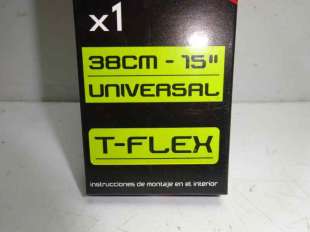 x1
38CM - 15"
UNIVERSAL
T-FLEX
instrucciones de montaje en el interior